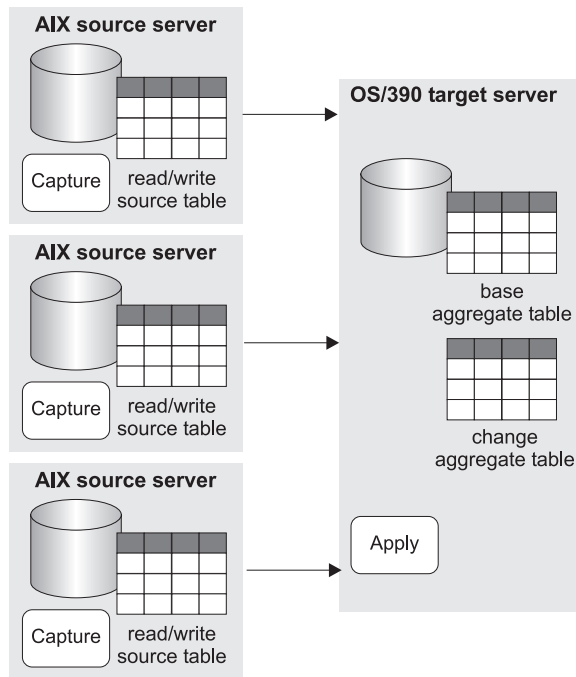 AIX source server
Capture
read/write
source table
AIX source server
Capture
read/write
source table
AIX source server
Capture
read/write
source table
OS/390 target server
base
aggregate table
change
aggregate table
Apply